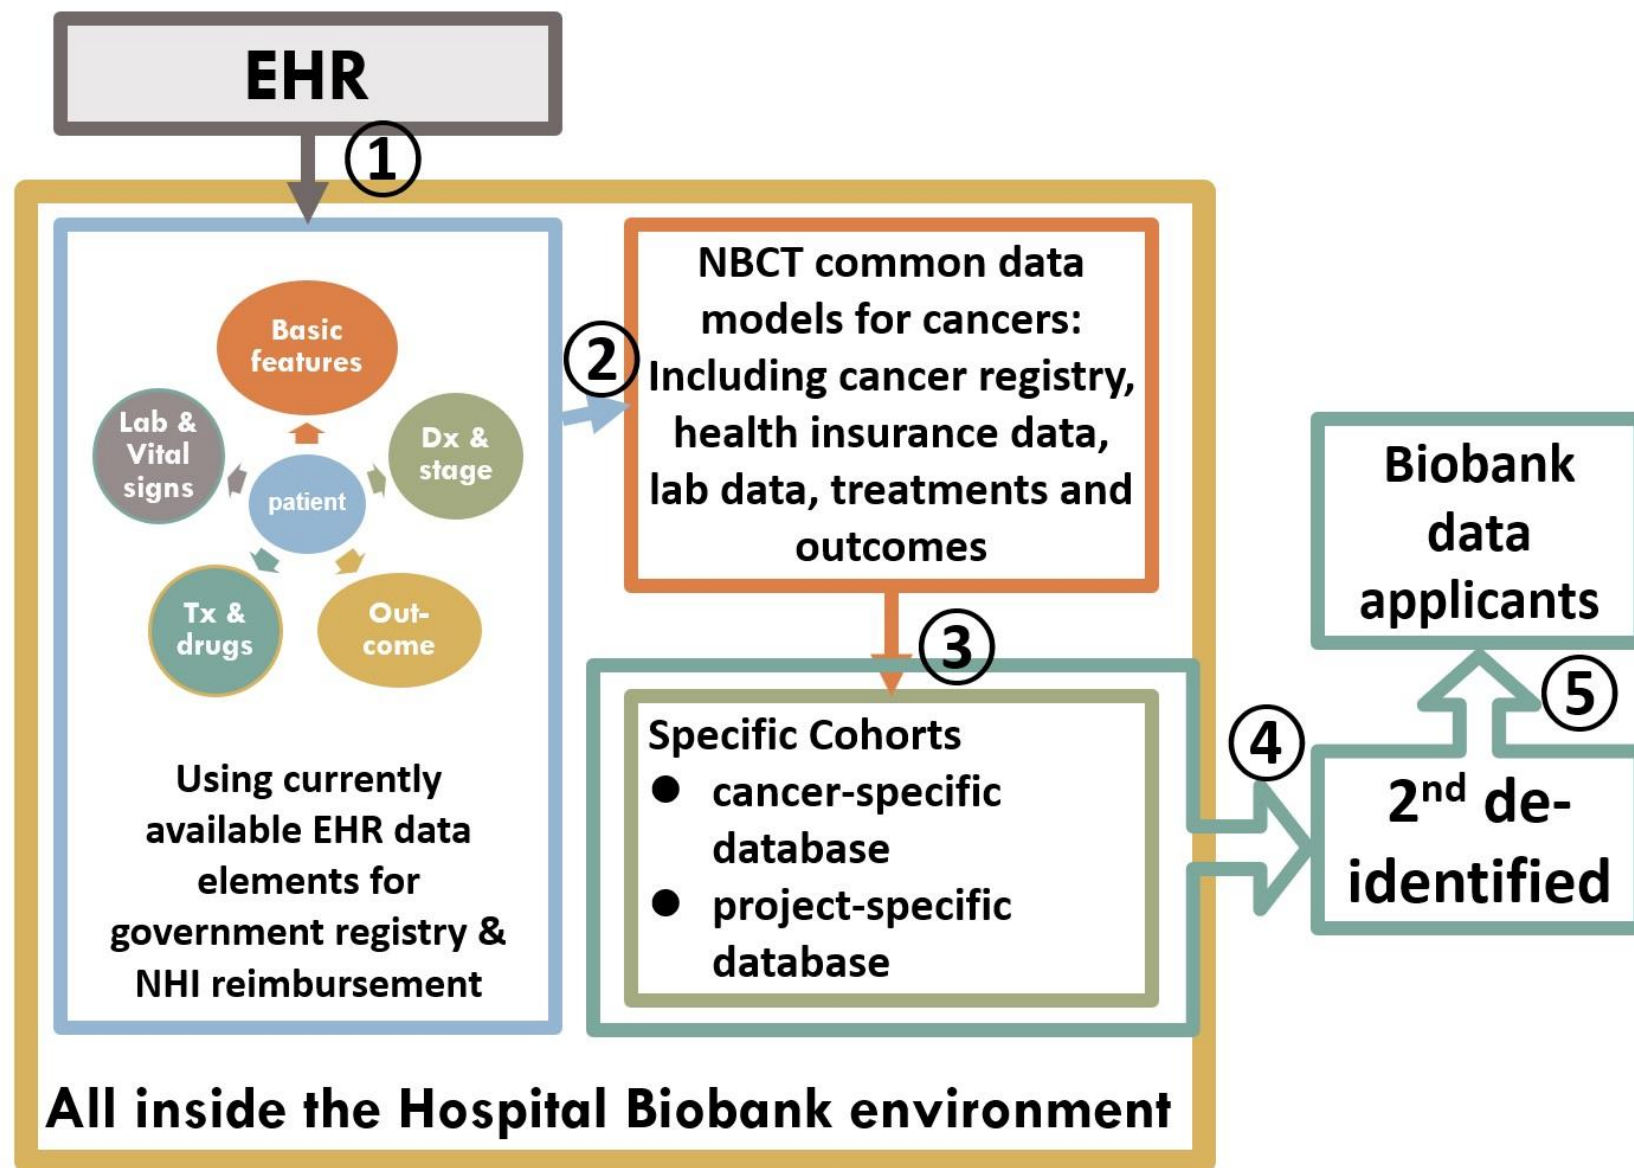 EHR
①
Basic
features
Lab &
Vital
signs
Dx &
stage
patient
Tx &
drugs
Out-
come
Using currently
available EHR data
elements for
government registry &
NHI reimbursement
②
NBCT common data
models for cancers:
Including cancer registry,
health insurance data,
lab data, treatments and
outcomes
③
Specific Cohorts
● cancer-specific
database
● project-specific
database
④
2nd de-
identified
⑤
Biobank
data
applicants
All inside the Hospital Biobank environment